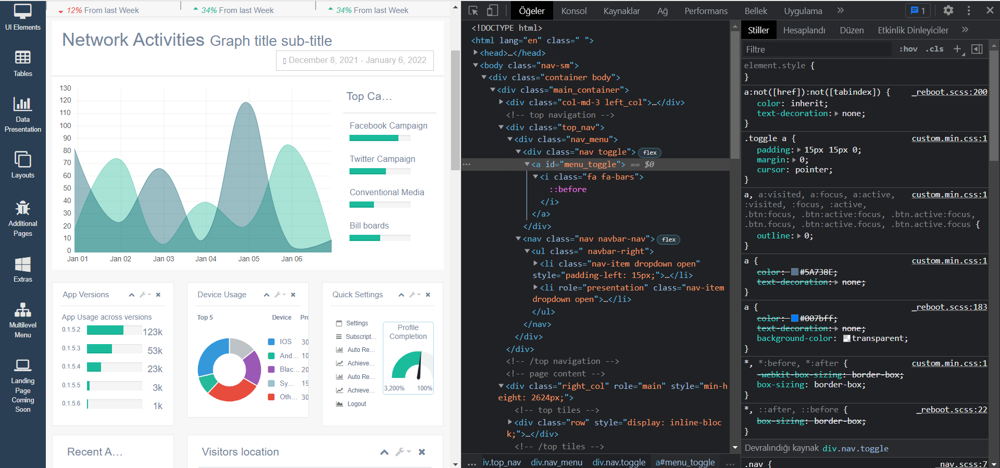 12% From last Week
34% From last Week
34% From last Week
UI Elements
Tables
Data
Presentation
Layouts
Additional
Pages
Extras
Multilevel
Menu
Landing
Page
Coming
Soon
Network Activities Graph title sub-title
December 8, 2021 - January 6, 2022
130
120
110
100
90
80
70
60
50
40
30
20
10
0
Jan 01 Jan 02 Jan 03 Jan 04 Jan 05 Jan 06
Top Ca...
Facebook Campaign
Twitter Campaign
Conventional Media
Bill boards
App Versions
App Usage across versions
0.1.5.2 123k
0.1.5.3 53k
0.1.5.4 23k
0.1.5.5 3k
0.1.5.6 1k
Device Usage
Top 5 Device Pro
IOS 30
And... 10
Blac... 20
Sy... 15
Oth... 30
Quick Settings
Settings
Subscript...
Auto Re...
Achieve...
Auto Re...
Achieve...
Logout
Profile
Completion
3,200% 100%
Recent A...
Visitors location
Öğeler Konsol Kaynaklar Ağ Performans Bellek Uygulama » 1
<!DOCTYPE html>
<html lang="en" class=" ">
<head>…</head>
<body class="nav-sm">
<div class="container body">
<div class="main_container">
<div class="col-md-3 left_col">…</div>
<!-- top navigation -->
<div class="top_nav">
<div class="nav_menu">
<div class="nav toggle"> flex
<a id="menu_toggle"> == $0
<i class="fa fa-bars">
::before
</i>
</a>
</div>
<nav class="nav navbar-nav"> flex
<ul class=" navbar-right">
<li class="nav-item dropdown open"
style="padding-left: 15px;">…</li>
<li role="presentation" class="nav-item
dropdown open">…</li>
</ul>
</nav>
</div>
</div>
<!-- /top navigation -->
<!-- page content -->
<div class="right_col" role="main" style="min-h
eight: 2624px;">
<!-- top tiles -->
<div class="row" style="display: inline-bloc
k;">…</div>
<!-- /top tiles -->
… iv.top_nav div.nav_menu div.nav.toggle a#menu_toggle …
Stiller Hesaplandı Düzen Etkinlik Dinleyiciler »
Filtre :hov .cls +
element.style {
}
a:not([href]):not([tabindex]) { _reboot.scss:200
color: inherit;
text-decoration: none;
}
.toggle a { custom.min.css:1
padding: 15px 15px 0;
margin: 0;
cursor: pointer;
}
a, a:visited, a:focus, a:active, custom.min.css:1
:visited, :focus, :active,
.btn:focus, .btn:active:focus, .btn.active:focus,
.btn.focus, .btn:active.focus, .btn.active.focus {
outline: 0;
}
a { custom.min.css:1
color: #5A738E;
text-decoration: none;
}
a { _reboot.scss:183
color: #007bff;
text-decoration: none;
background-color: transparent;
}
*, *:before, *:after { custom.min.css:1
-webkit-box-sizing: border-box;
box-sizing: border-box;
}
*, ::after, ::before { _reboot.scss:22
box-sizing: border-box;
}
Devralındığı kaynak div.nav.toggle
.nav { _nav.scss:7